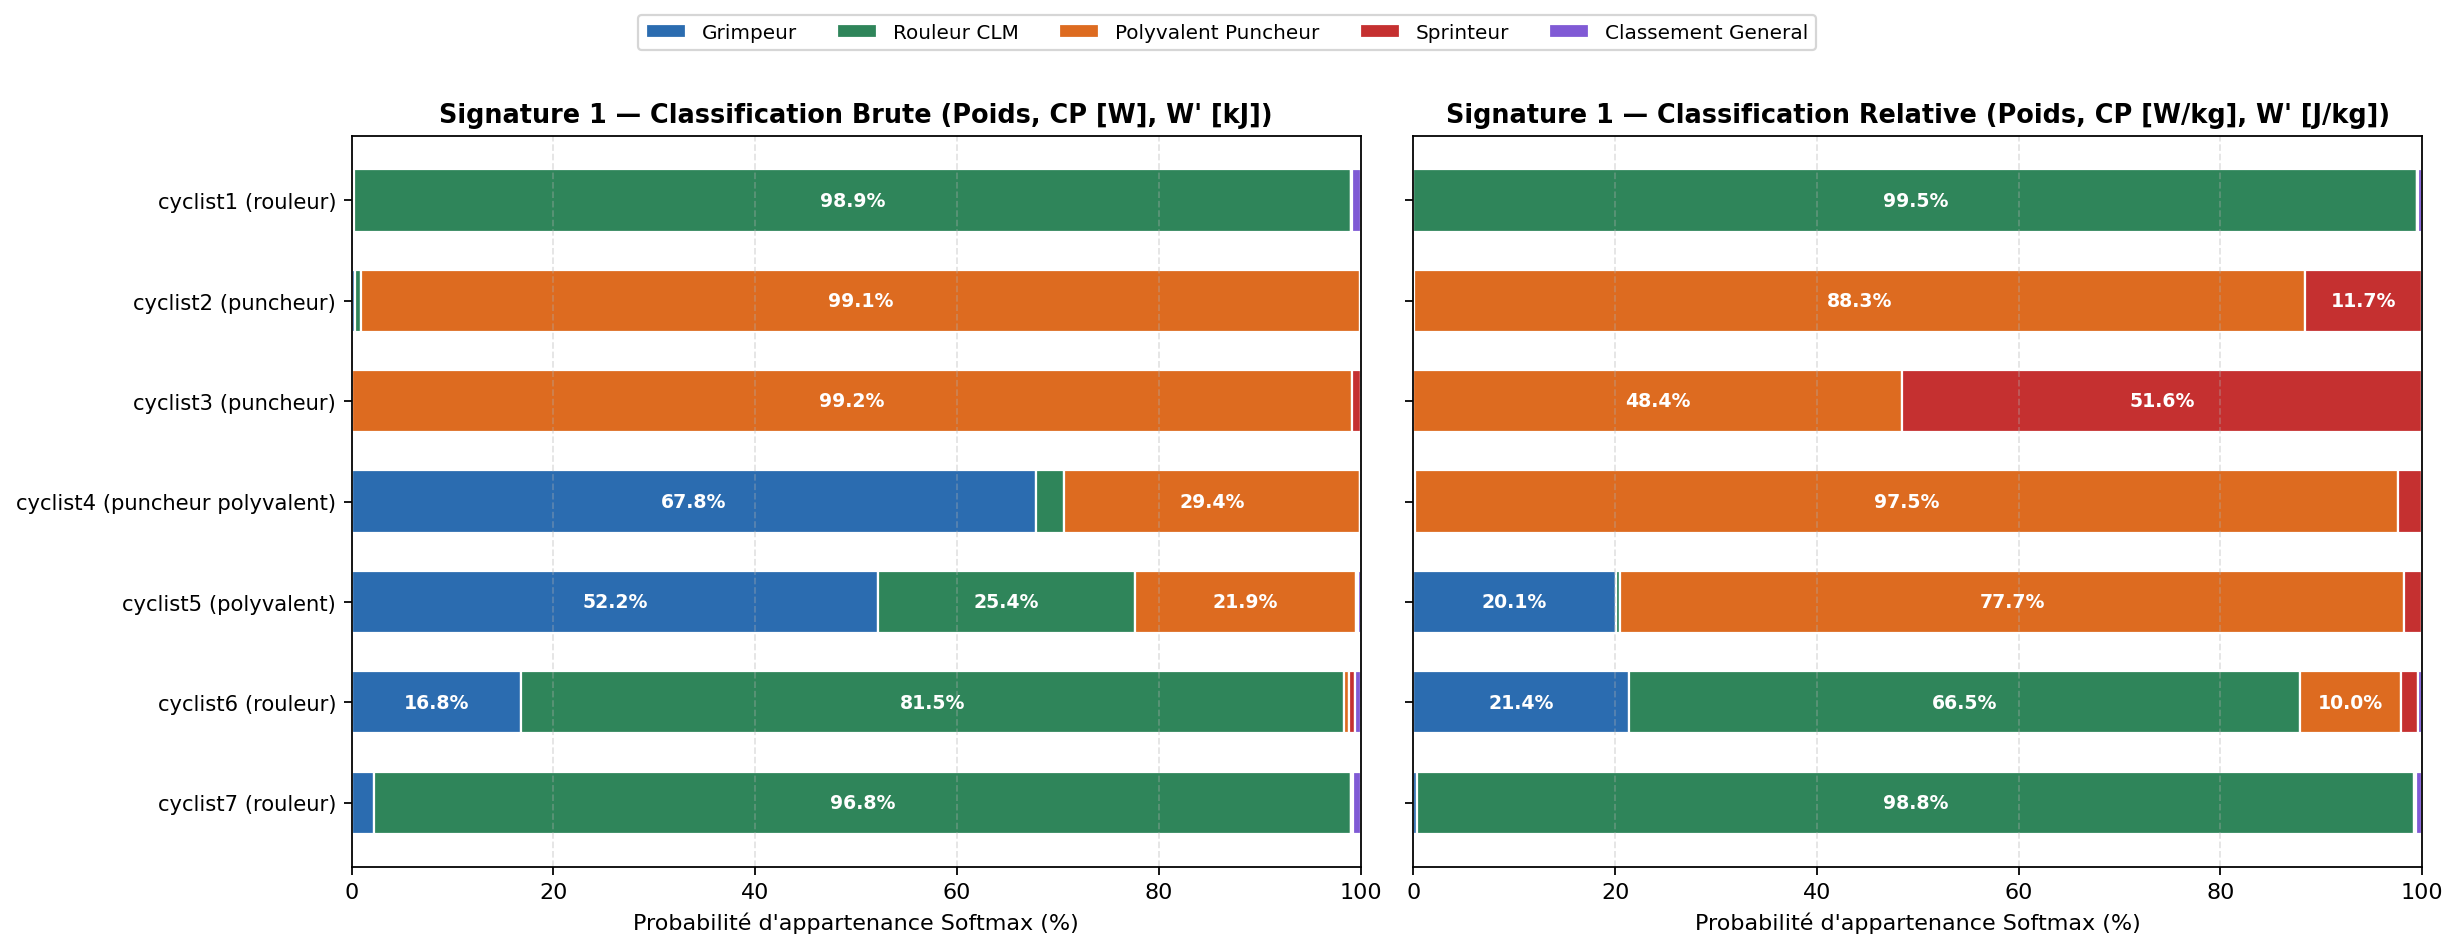 Grimpeur Rouleur CLM Polyvalent Puncheur Sprinteur Classement General
Signature 1 — Classification Brute (Poids, CP [W], W' [kJ])
cyclist1 (rouleur) 98.9%
cyclist2 (puncheur) 99.1%
cyclist3 (puncheur) 99.2%
cyclist4 (puncheur polyvalent) 67.8% 29.4%
cyclist5 (polyvalent) 52.2% 25.4% 21.9%
cyclist6 (rouleur) 16.8% 81.5%
cyclist7 (rouleur) 96.8%
0 20 40 60 80 100
Probabilité d'appartenance Softmax (%)
Signature 1 — Classification Relative (Poids, CP [W/kg], W' [J/kg])
99.5%
88.3% 11.7%
48.4% 51.6%
97.5%
20.1% 77.7%
21.4% 66.5% 10.0%
98.8%
0 20 40 60 80 100
Probabilité d'appartenance Softmax (%)